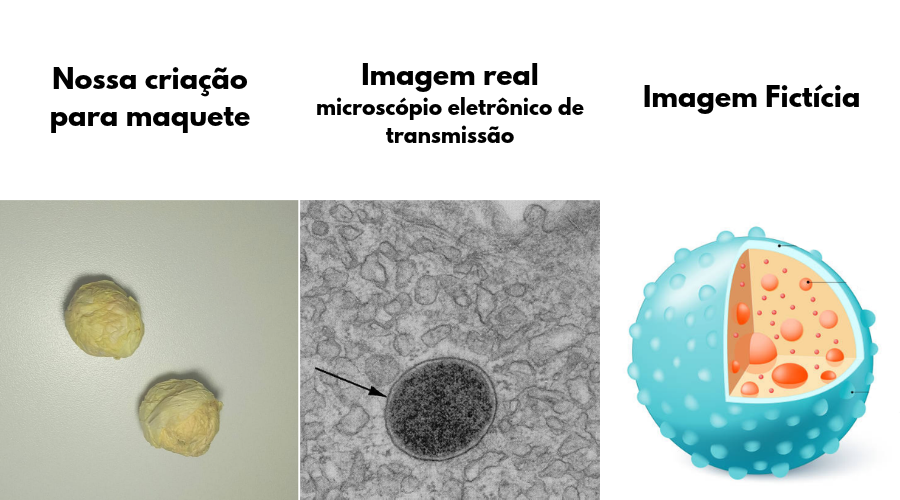 Nossa criação
para maquete
Imagem real
microscópio eletrônico de
transmissão
Imagem Fictícia